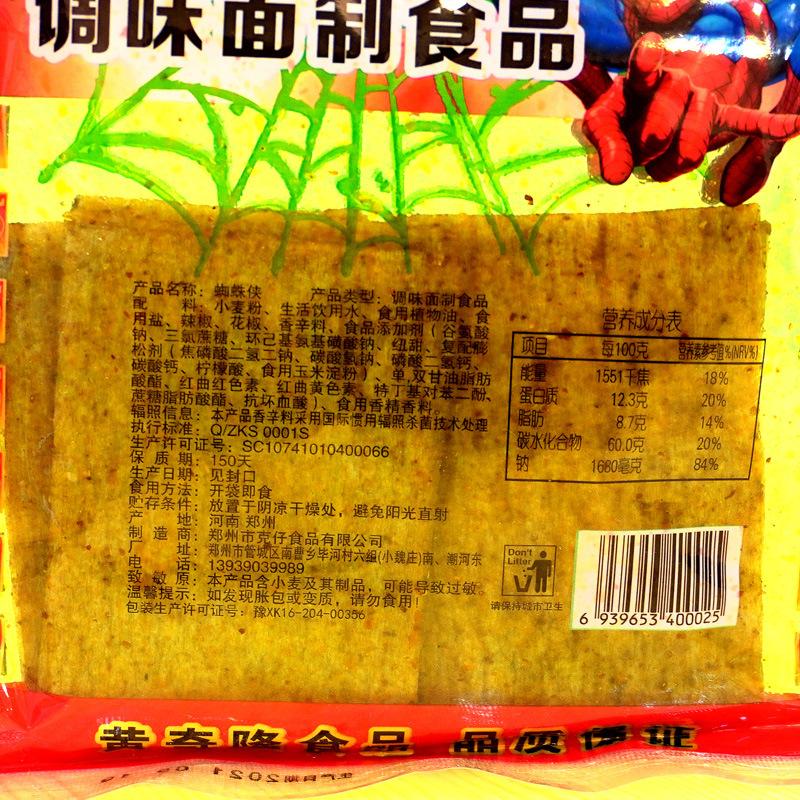 调味面制食品
产品名称：蜘蛛侠 产品类型：调味面制食品
配 料：小麦粉、生活饮用水、食用植物油、食
用盐、辣椒、花椒、香辛料、食品添加剂（谷氨酸
钠、三氯蔗糖、环己基氨基磺酸钠、纽甜、复配膨
松剂（焦磷酸二氢二钠、碳酸氢钠、磷酸二氢钙、
碳酸钙、柠檬酸、食用玉米淀粉）、单,双甘油脂肪
酸酯、红曲红色素、红曲黄色素、特丁基对苯二酚、
蔗糖脂肪酸酯、抗坏血酸）、食用香精香料。
辐照信息：本产品香辛料采用国际惯用辐照杀菌技术处理
执行标准：Q/ZKS 0001S
生产许可证号：SC10741010400066
保 质 期：150天
生产日期：见封口
食用方法：开袋即食
贮存条件：放置于阴凉干燥处，避免阳光直射
产 地：河南 郑州
制 造 商：郑州市克仔食品有限公司
厂 址：郑州市管城区南曹乡毕河村六组(小魏庄)南、潮河东
电 话：13939039989
致 敏 原：本产品含小麦及其制品，可能导致过敏。
温馨提示：如发现胀包或变质，请勿食用！
包装生产许可证号：豫XK16-204-00356
营养成分表
项目 每100克 营养素参考值%(NRV%)
能量 1551千焦 18%
蛋白质 12.3克 20%
脂肪 8.7克 14%
碳水化合物 60.0克 20%
钠 1680毫克 84%
Don't
Litter
请保持城市卫生
6 939653 400025
黄奇隆食品 品质保证
生产日期2021